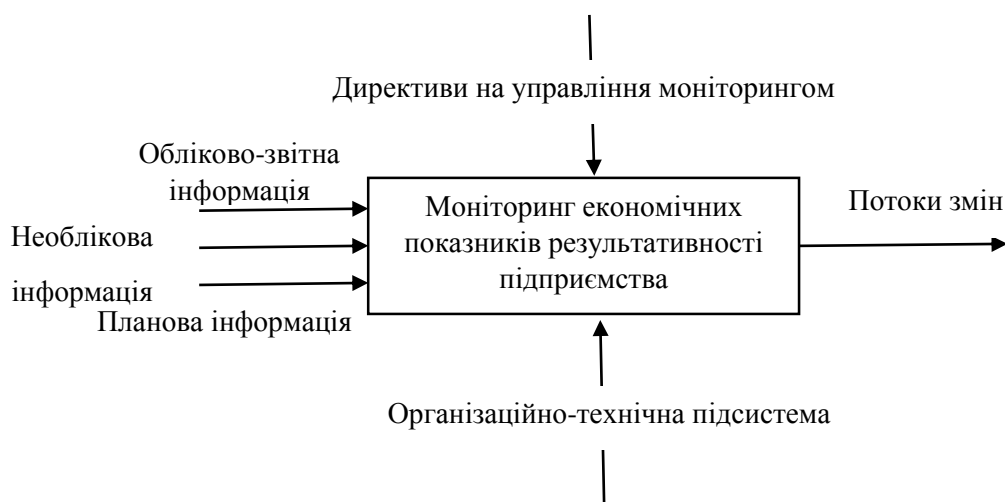 Директиви на управління моніторингом
Обліково-звітна
інформація
Необлікова
інформація
Планова інформація
Моніторинг економічних
показників результативності
підприємства
Потоки змін
Організаційно-технічна підсистема